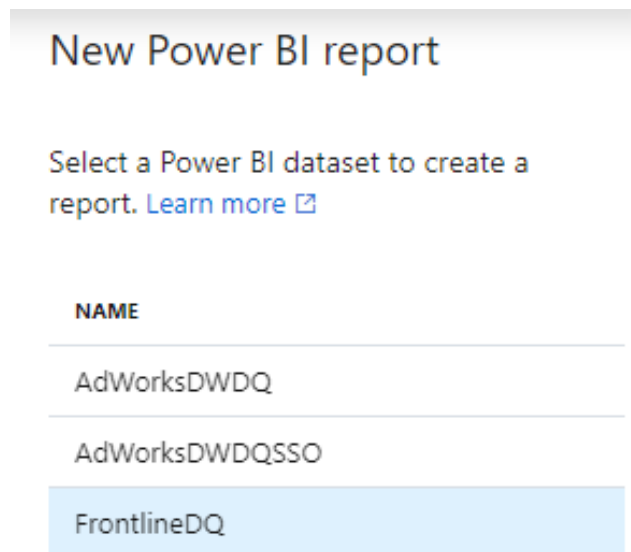 New Power BI report
Select a Power BI dataset to create a
report. Learn more
NAME
AdWorksDWDQ
AdWorksDWDQSSO
FrontlineDQ